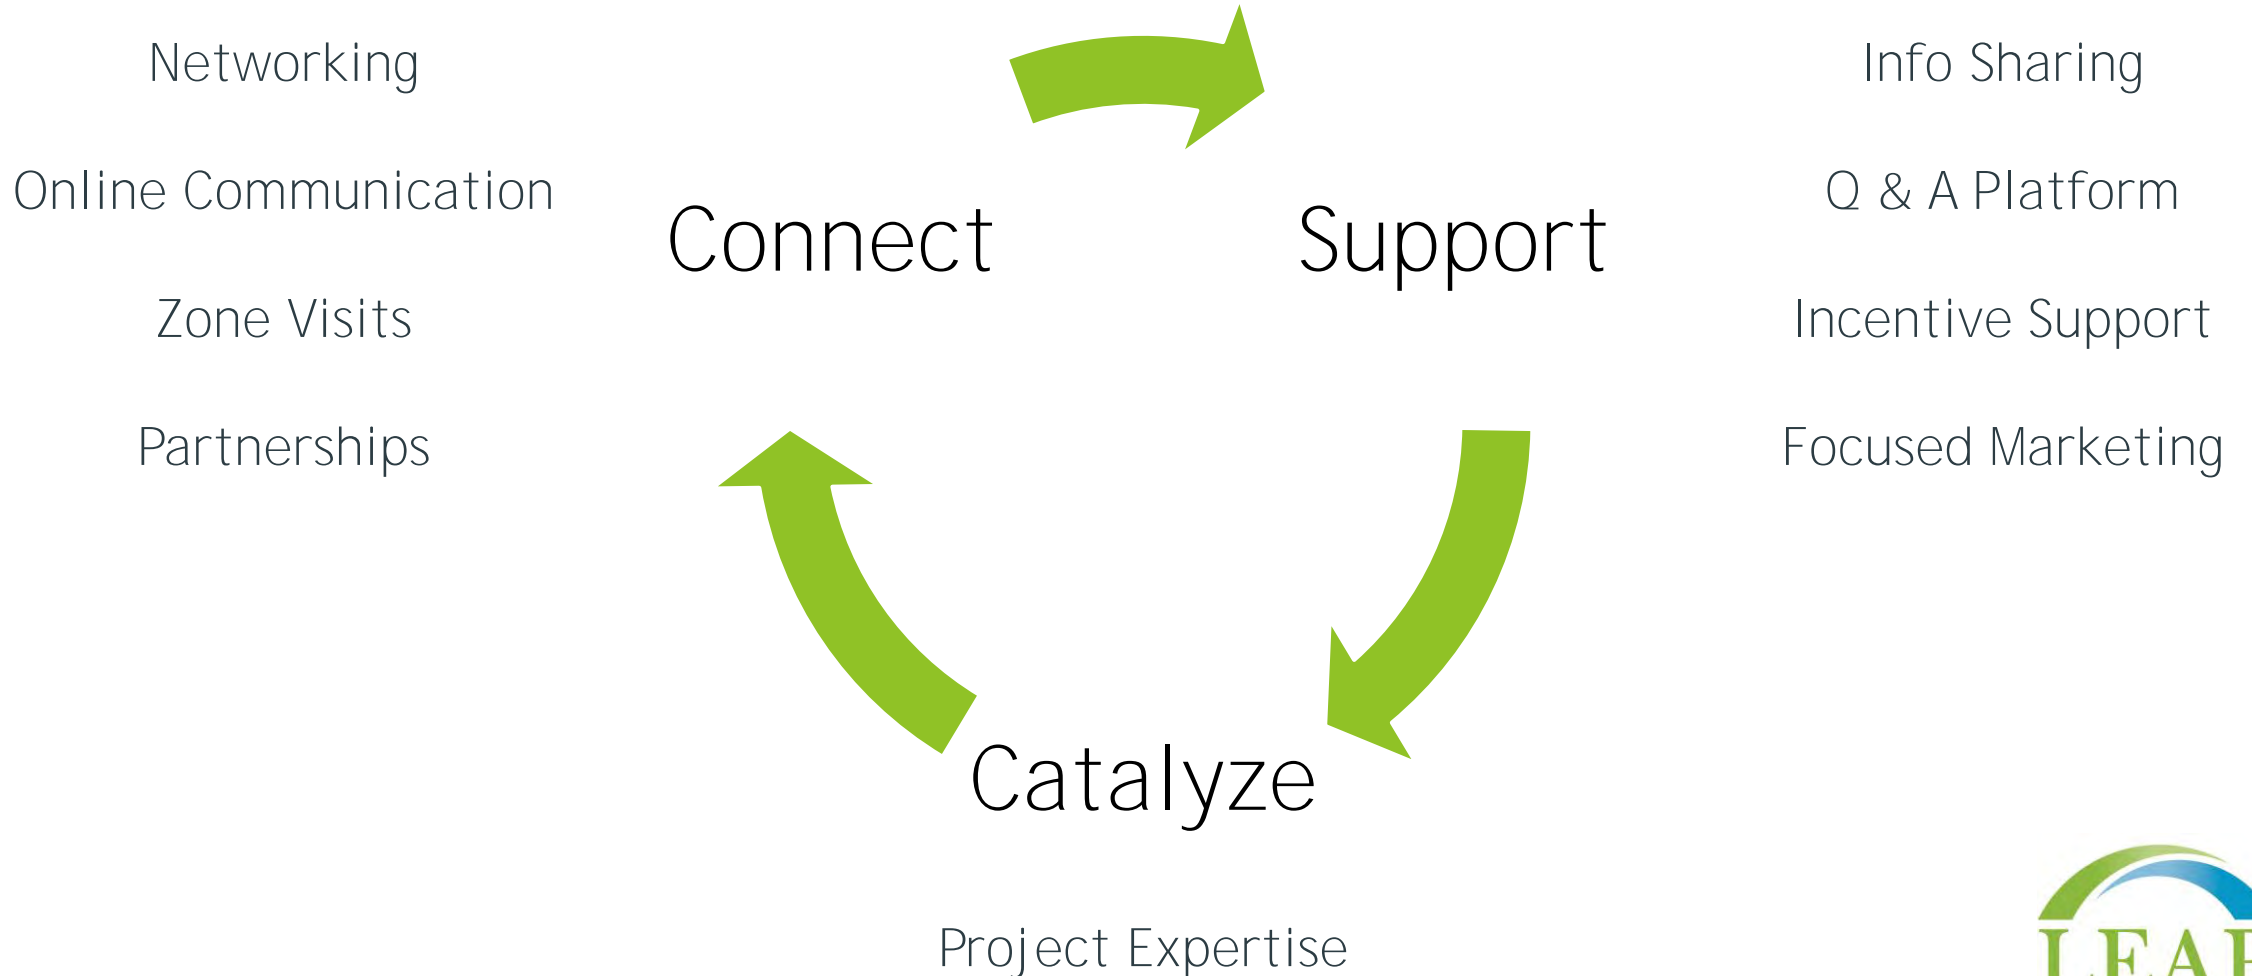 Networking
Online Communication
Zone Visits
Partnerships
Connect
Support
Catalyze
Info Sharing
Q & A Platform
Incentive Support
Focused Marketing
Project Expertise